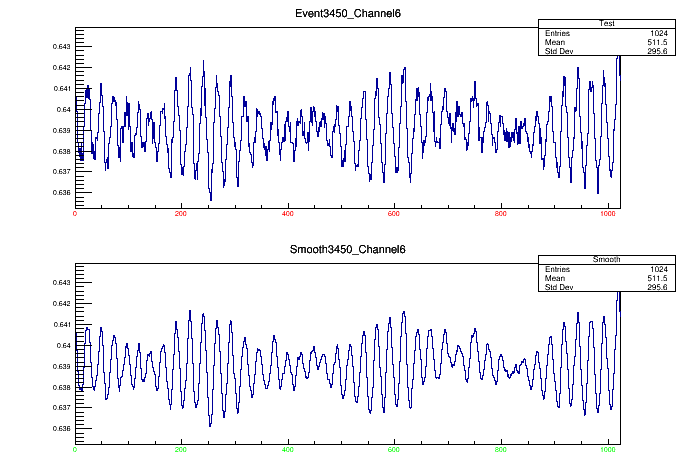 Event3450_Channel6
Test
Entries 1024
Mean 511.5
Std Dev 295.6
0.643
0.642
0.641
0.64
0.639
0.638
0.637
0.636
0 200 400 600 800 1000
Smooth3450_Channel6
Smooth
Entries 1024
Mean 511.5
Std Dev 295.6
0.643
0.642
0.641
0.64
0.639
0.638
0.637
0.636
0 200 400 600 800 1000